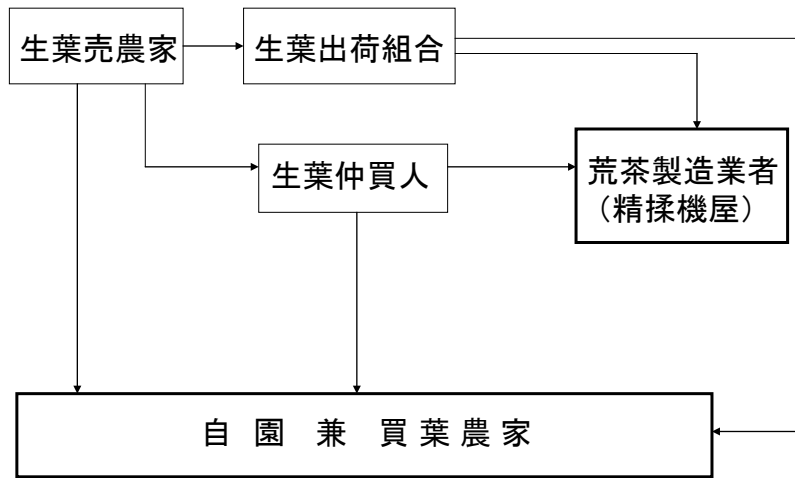 生葉売農家
生葉出荷組合
生葉仲買人
荒茶製造業者
（精揉機屋）
自園兼買葉農家